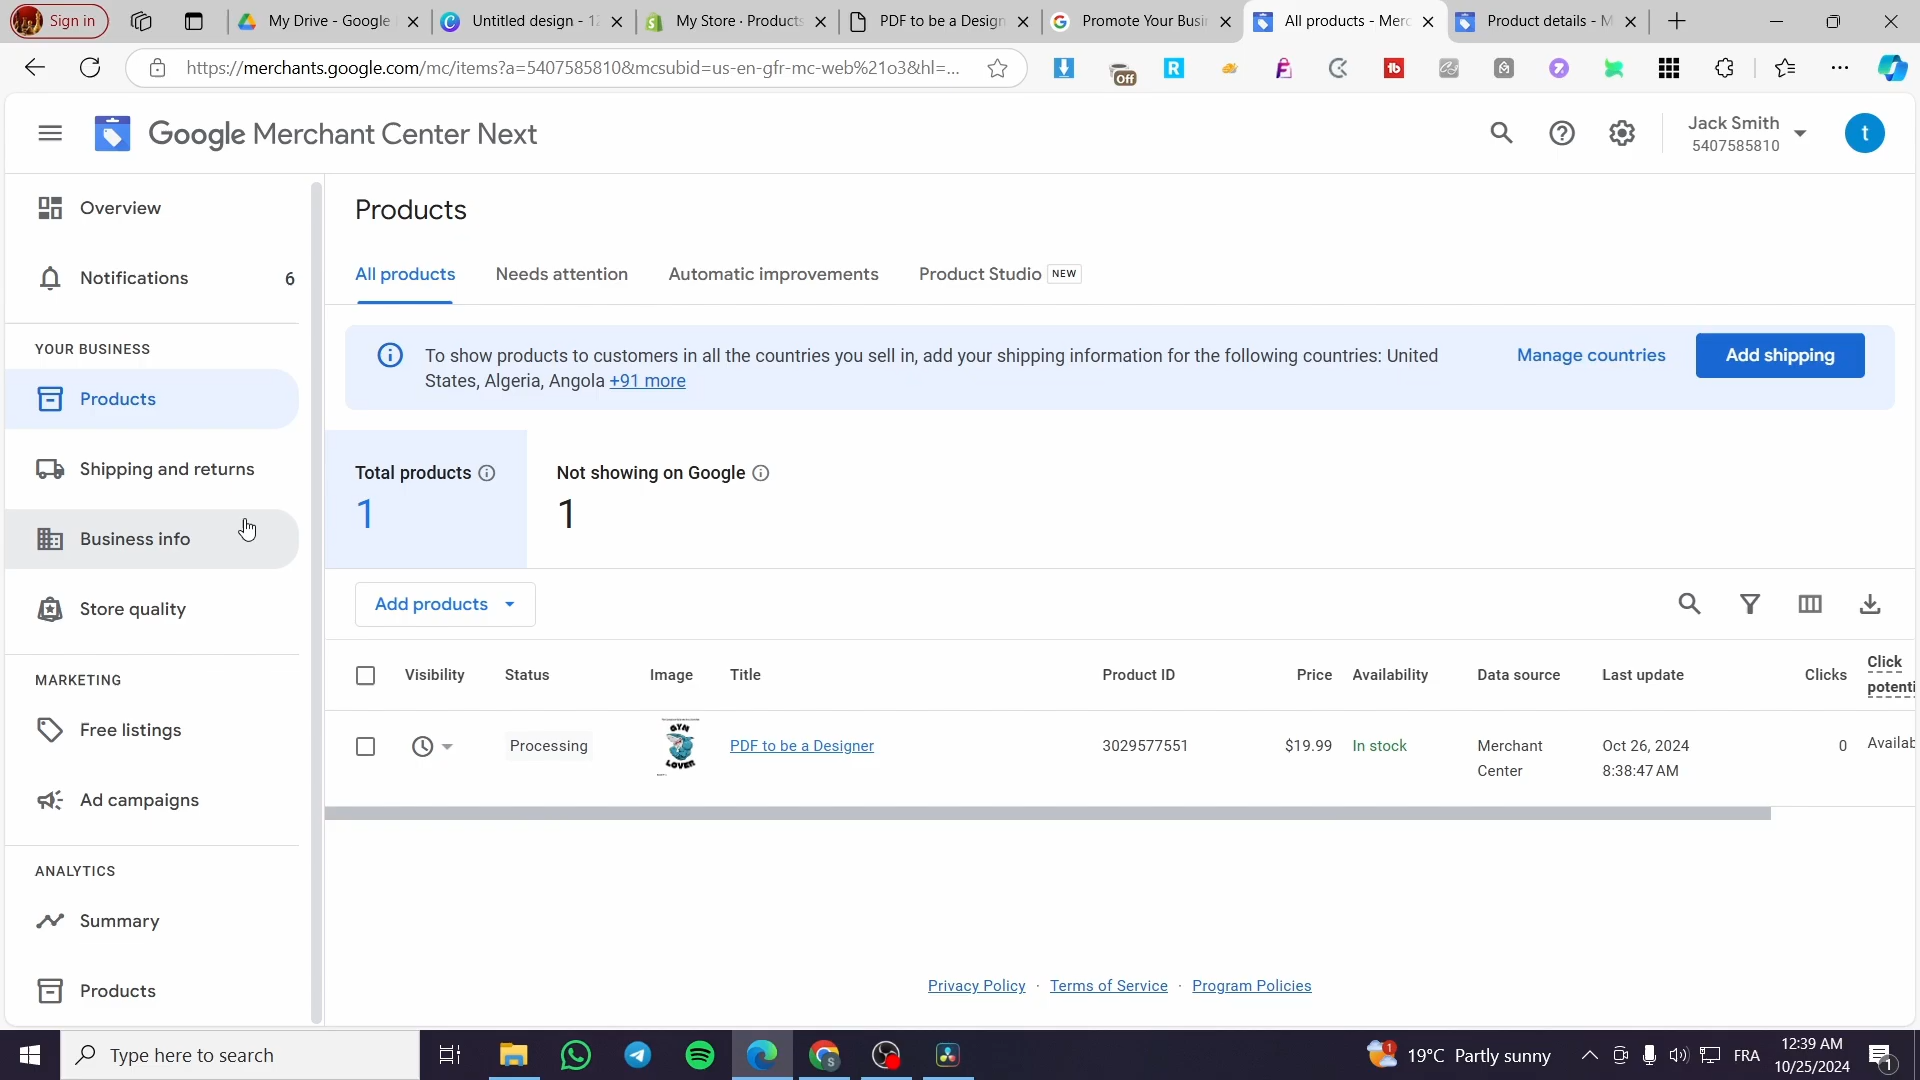 Sign in
My Drive - Google
Untitled design - 12
My Store · Products
PDF to be a Design
Promote Your Busi
All products - Merc
Product details - M
https://merchants.google.com/mc/items?a=5407585810&mcsubid=us-en-gfr-mc-web%21o3&hl=...
Off
Google Merchant Center Next
Jack Smith
5407585810
t
Overview
Notifications 6
YOUR BUSINESS
Products
Shipping and returns
Business info
Store quality
MARKETING
Free listings
Ad campaigns
ANALYTICS
Summary
Products
Products
All products
Needs attention
Automatic improvements
Product Studio NEW
To show products to customers in all the countries you sell in, add your shipping information for the following countries: United
States, Algeria, Angola +91 more
Manage countries
Add shipping
Total products
1
Not showing on Google
1
Add products
Visibility Status Image Title Product ID Price Availability Data source Last update Clicks Click
potenti
Processing
GYM
LOVER
PDF to be a Designer 3029577551 $19.99 In stock Merchant
Center
Oct 26, 2024
8:38:47 AM
0 Availab
Privacy Policy · Terms of Service · Program Policies
Type here to search
19°C Partly sunny
FRA
12:39 AM
10/25/2024
1